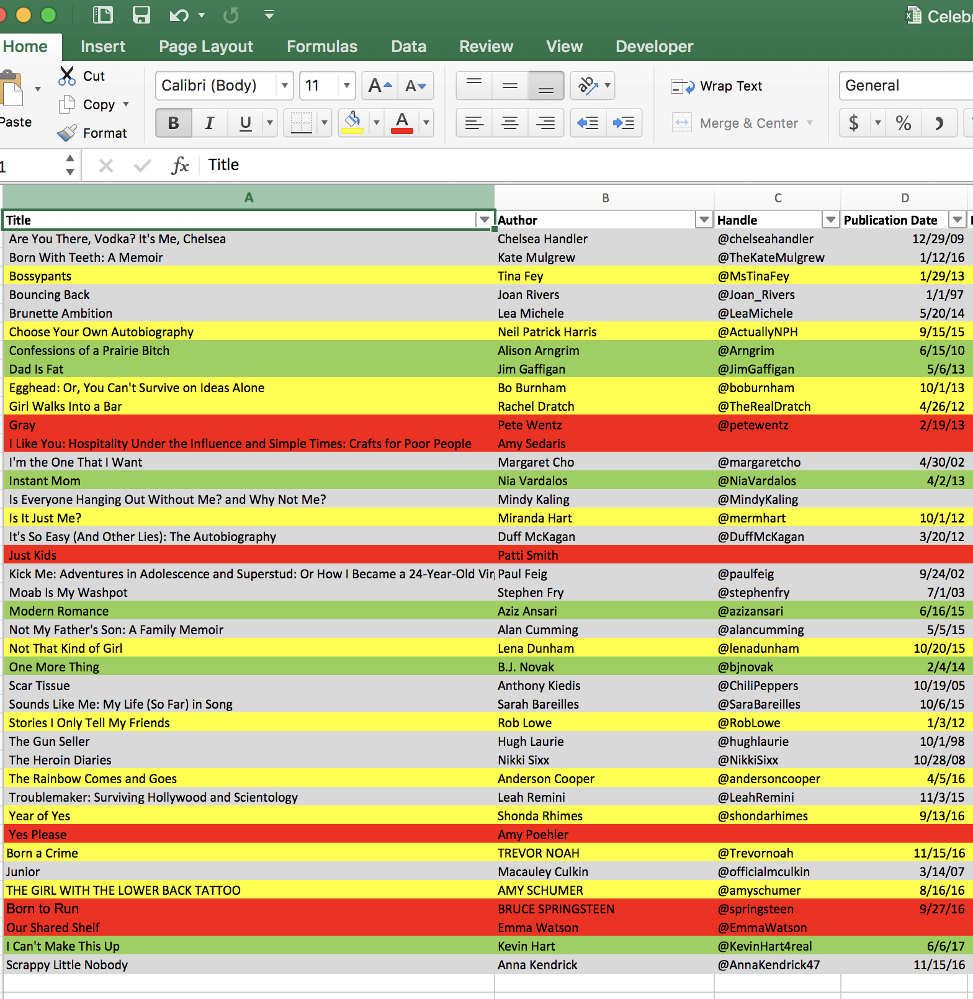 Celeb
Home Insert Page Layout Formulas Data Review View Developer
Cut
Calibri (Body) 11 A A ab Wrap Text General
Copy
Paste B I U A Merge & Center $ %
Format
1 fx Title
A B C D
Title Author Handle Publication Date
Are You There, Vodka? It's Me, Chelsea Chelsea Handler @chelseahandler 12/29/09
Born With Teeth: A Memoir Kate Mulgrew @TheKateMulgrew 1/12/16
Bossypants Tina Fey @MsTinaFey 1/29/13
Bouncing Back Joan Rivers @Joan_Rivers 1/1/97
Brunette Ambition Lea Michele @LeaMichele 5/20/14
Choose Your Own Autobiography Neil Patrick Harris @ActuallyNPH 9/15/15
Confessions of a Prairie Bitch Alison Arngrim @Arngrim 6/15/10
Dad Is Fat Jim Gaffigan @JimGaffigan 5/6/13
Egghead: Or, You Can't Survive on Ideas Alone Bo Burnham @boburnham 10/1/13
Girl Walks Into a Bar Rachel Dratch @TheRealDratch 4/26/12
Gray Pete Wentz @petewentz 2/19/13
I Like You: Hospitality Under the Influence and Simple Times: Crafts for Poor People Amy Sedaris
I'm the One That I Want Margaret Cho @margaretcho 4/30/02
Instant Mom Nia Vardalos @NiaVardalos 4/2/13
Is Everyone Hanging Out Without Me? and Why Not Me? Mindy Kaling @MindyKaling
Is It Just Me? Miranda Hart @mermhart 10/1/12
It's So Easy (And Other Lies): The Autobiography Duff McKagan @DuffMcKagan 3/20/12
Just Kids Patti Smith
Kick Me: Adventures in Adolescence and Superstud: Or How I Became a 24-Year-Old Vir Paul Feig @paulfeig 9/24/02
Moab Is My Washpot Stephen Fry @stephenfry 7/1/03
Modern Romance Aziz Ansari @azizansari 6/16/15
Not My Father's Son: A Family Memoir Alan Cumming @alancumming 5/5/15
Not That Kind of Girl Lena Dunham @lenadunham 10/20/15
One More Thing B.J. Novak @bjnovak 2/4/14
Scar Tissue Anthony Kiedis @ChiliPeppers 10/19/05
Sounds Like Me: My Life (So Far) in Song Sarah Bareilles @SaraBareilles 10/6/15
Stories I Only Tell My Friends Rob Lowe @RobLowe 1/3/12
The Gun Seller Hugh Laurie @hughlaurie 10/1/98
The Heroin Diaries Nikki Sixx @NikkiSixx 10/28/08
The Rainbow Comes and Goes Anderson Cooper @andersoncooper 4/5/16
Troublemaker: Surviving Hollywood and Scientology Leah Remini @LeahRemini 11/3/15
Year of Yes Shonda Rhimes @shondarhimes 9/13/16
Yes Please Amy Poehler
Born a Crime TREVOR NOAH @Trevornoah 11/15/16
Junior Macauley Culkin @officialmculkin 3/14/07
THE GIRL WITH THE LOWER BACK TATTOO AMY SCHUMER @amyschumer 8/16/16
Born to Run BRUCE SPRINGSTEEN @springsteen 9/27/16
Our Shared Shelf Emma Watson @EmmaWatson
I Can't Make This Up Kevin Hart @KevinHart4real 6/6/17
Scrappy Little Nobody Anna Kendrick @AnnaKendrick47 11/15/16